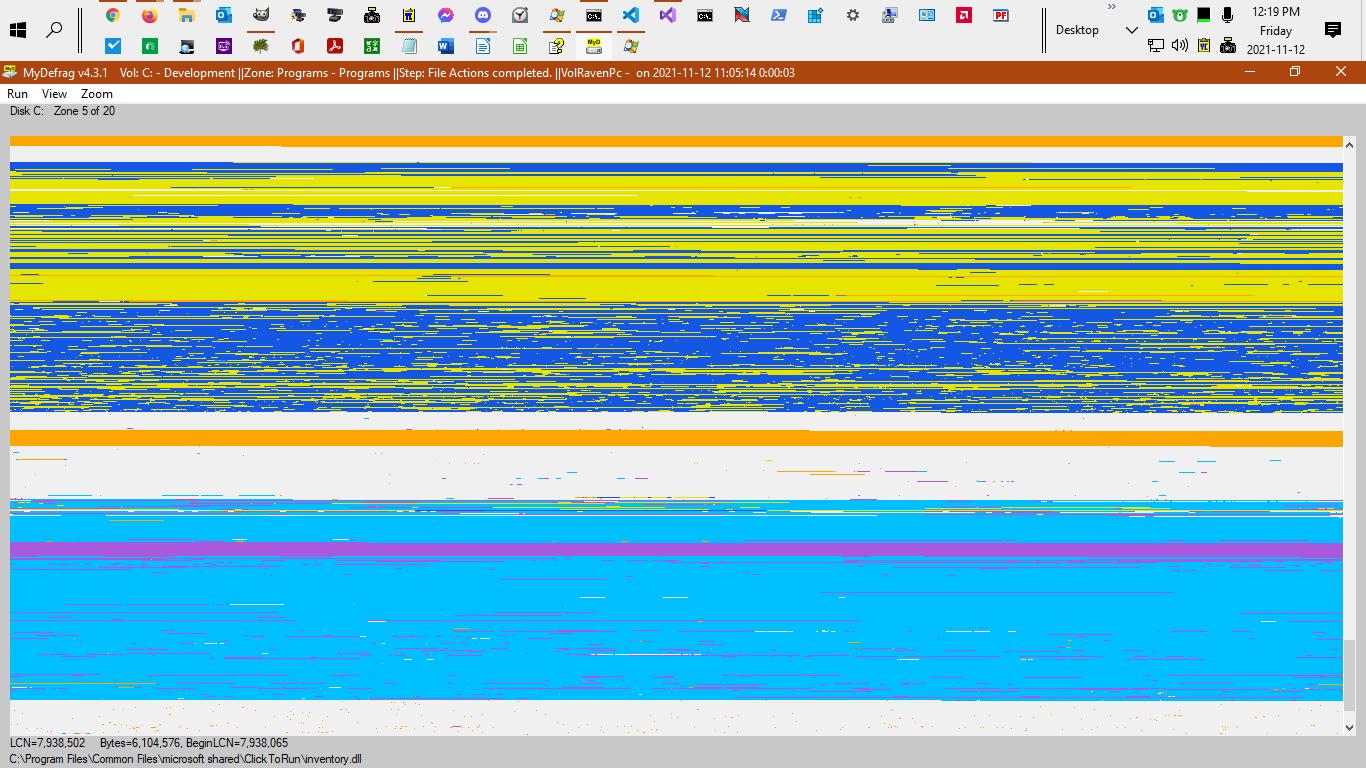 12:19 PM
Desktop
Friday
2021-11-12
MyDefrag v4.3.1 Vol: C: - Development ||Zone: Programs - Programs ||Step: File Actions completed. ||VolRavenPc - on 2021-11-12 11:05:14 0:00:03
Run View Zoom
Disk C: Zone 5 of 20
LCN=7,938,502 Bytes=6,104,576, BeginLCN=7,938,065
C:\Program Files\Common Files\microsoft shared\ClickToRun\inventory.dll